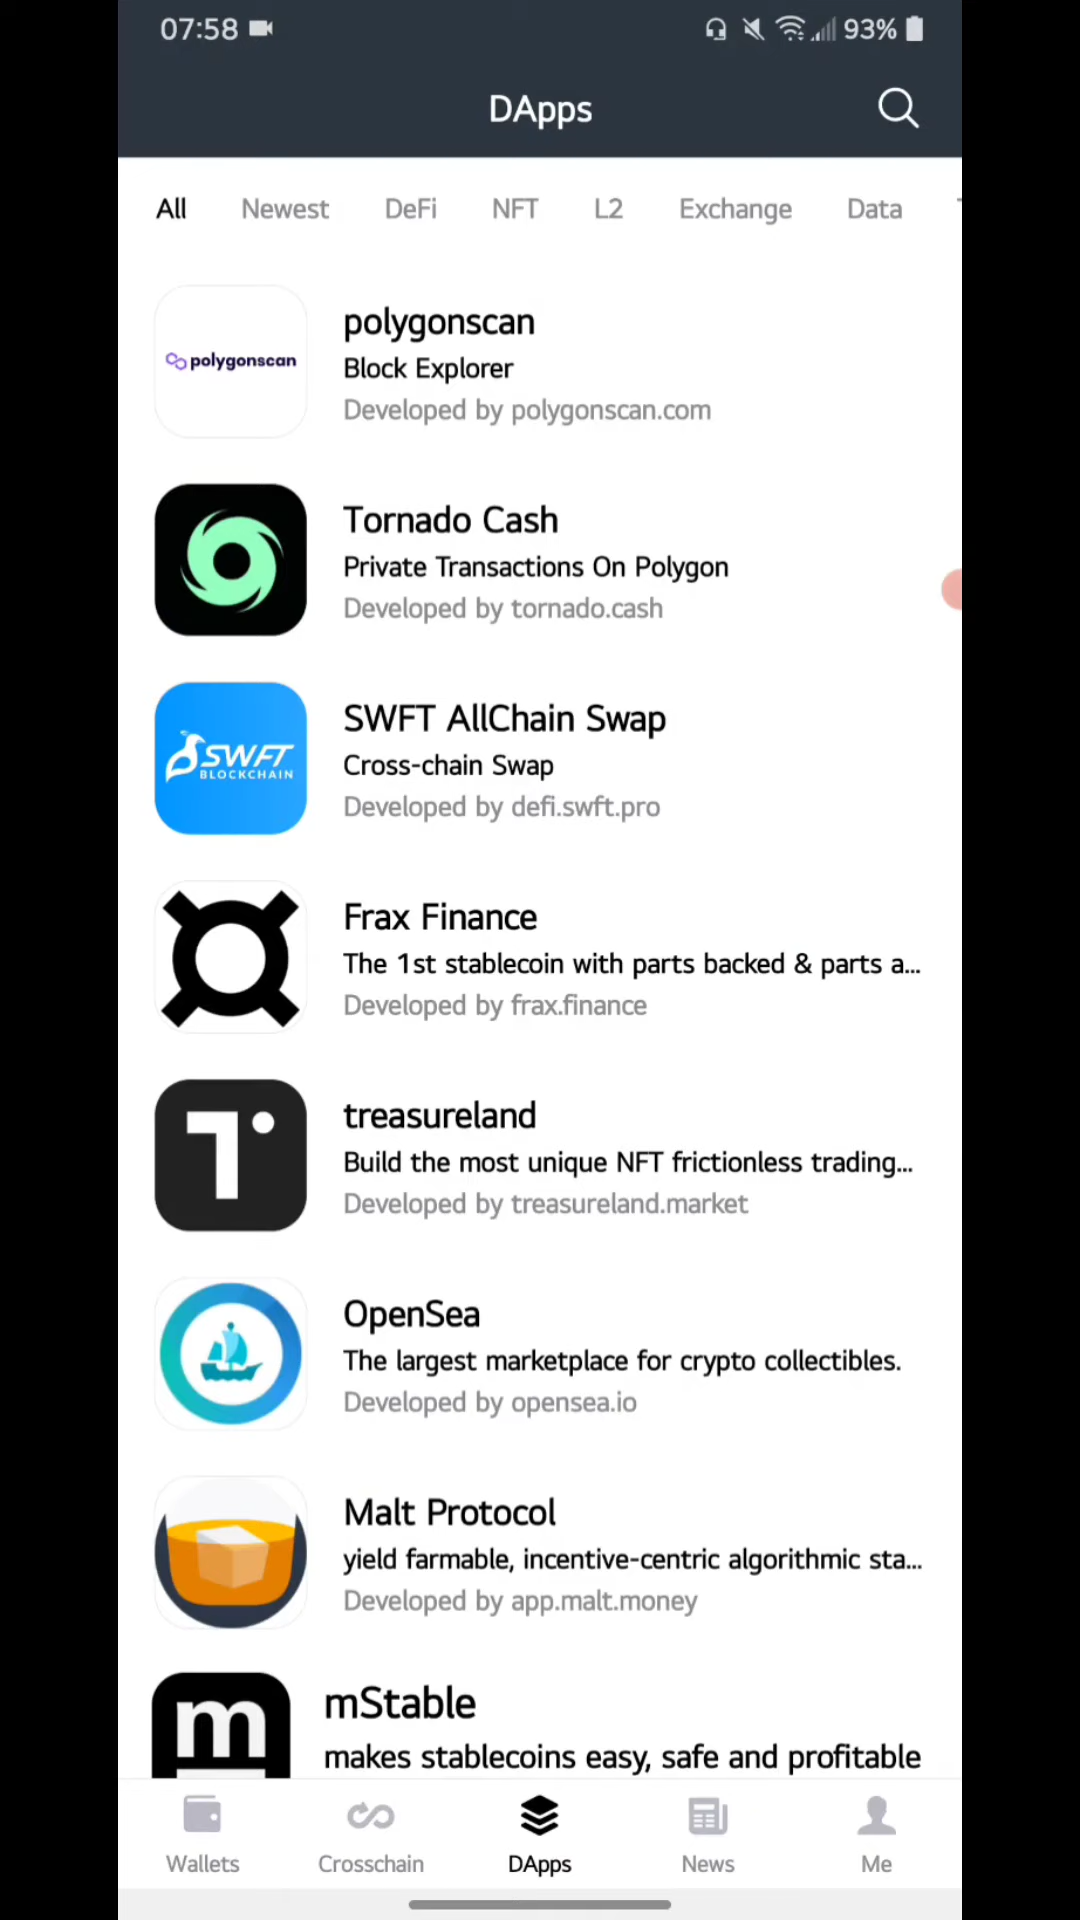 07:58
93%
DApps
All Newest DeFi NFT L2 Exchange Data
polygonscan
polygonscan
Block Explorer
Developed by polygonscan.com
Tornado Cash
Private Transactions On Polygon
Developed by tornado.cash
SWFT
BLOCKCHAIN
SWFT AllChain Swap
Cross-chain Swap
Developed by defi.swft.pro
Frax Finance
The 1st stablecoin with parts backed & parts a...
Developed by frax.finance
treasureland
Build the most unique NFT frictionless trading...
Developed by treasureland.market
OpenSea
The largest marketplace for crypto collectibles.
Developed by opensea.io
Malt Protocol
yield farmable, incentive-centric algorithmic sta...
Developed by app.malt.money
m
mStable
makes stablecoins easy, safe and profitable
Wallets Crosschain DApps News Me